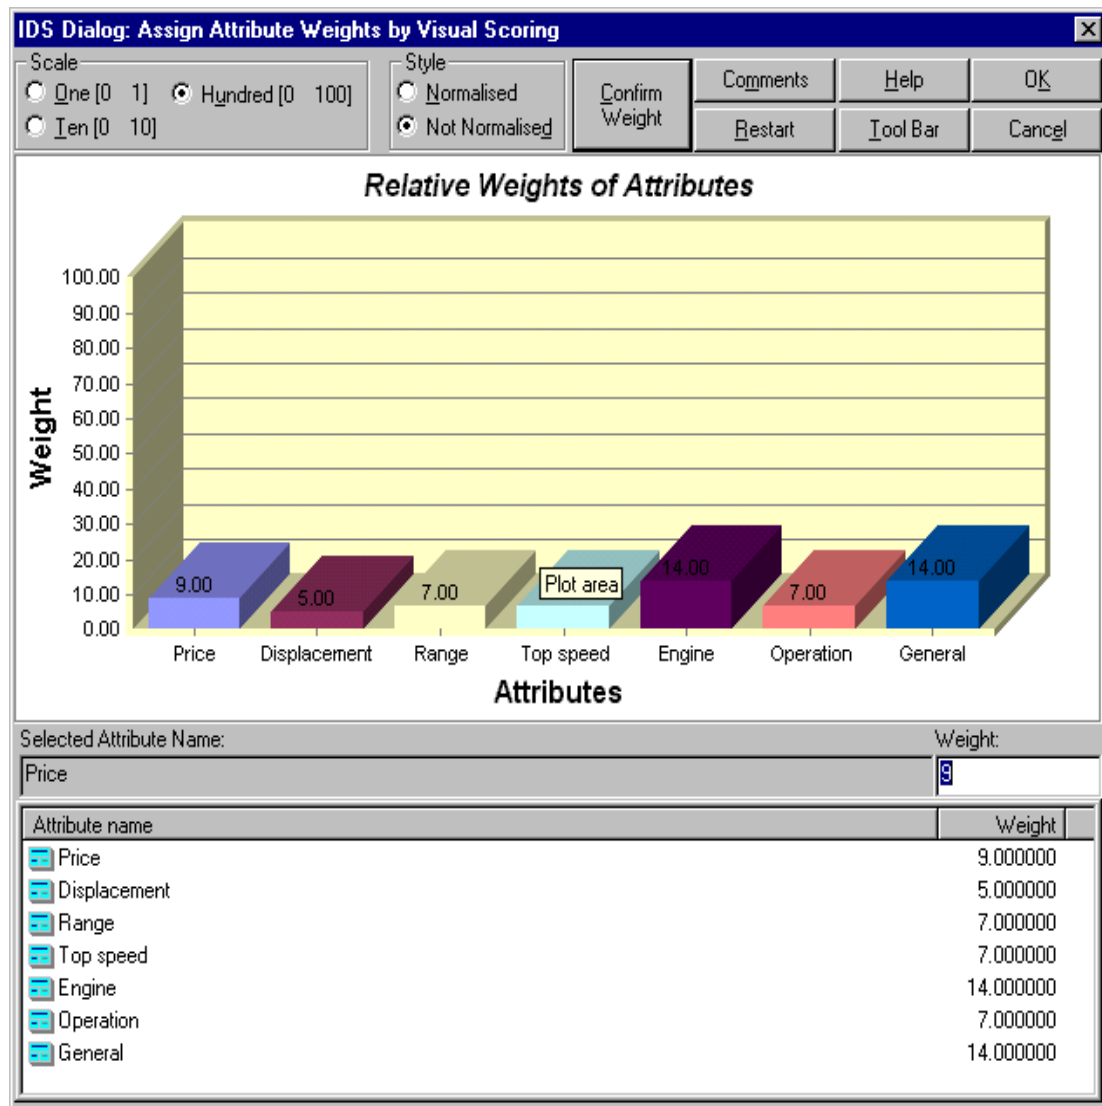 IDS Dialog: Assign Attribute Weights by Visual Scoring
Scale
One [0 1] Hundred [0 100]
Ten [0 10]
Style
Normalised
Not Normalised
Confirm
Weight
Comments Help OK
Restart Tool Bar Cancel
Relative Weights of Attributes
Weight
100.00
90.00
80.00
70.00
60.00
50.00
40.00
30.00
20.00
10.00
0.00
9.00 5.00 7.00 Plot area 14.00 7.00 14.00
Price Displacement Range Top speed Engine Operation General
Attributes
Selected Attribute Name: Weight:
Price 9
Attribute name Weight
Price 9.000000
Displacement 5.000000
Range 7.000000
Top speed 7.000000
Engine 14.000000
Operation 7.000000
General 14.000000